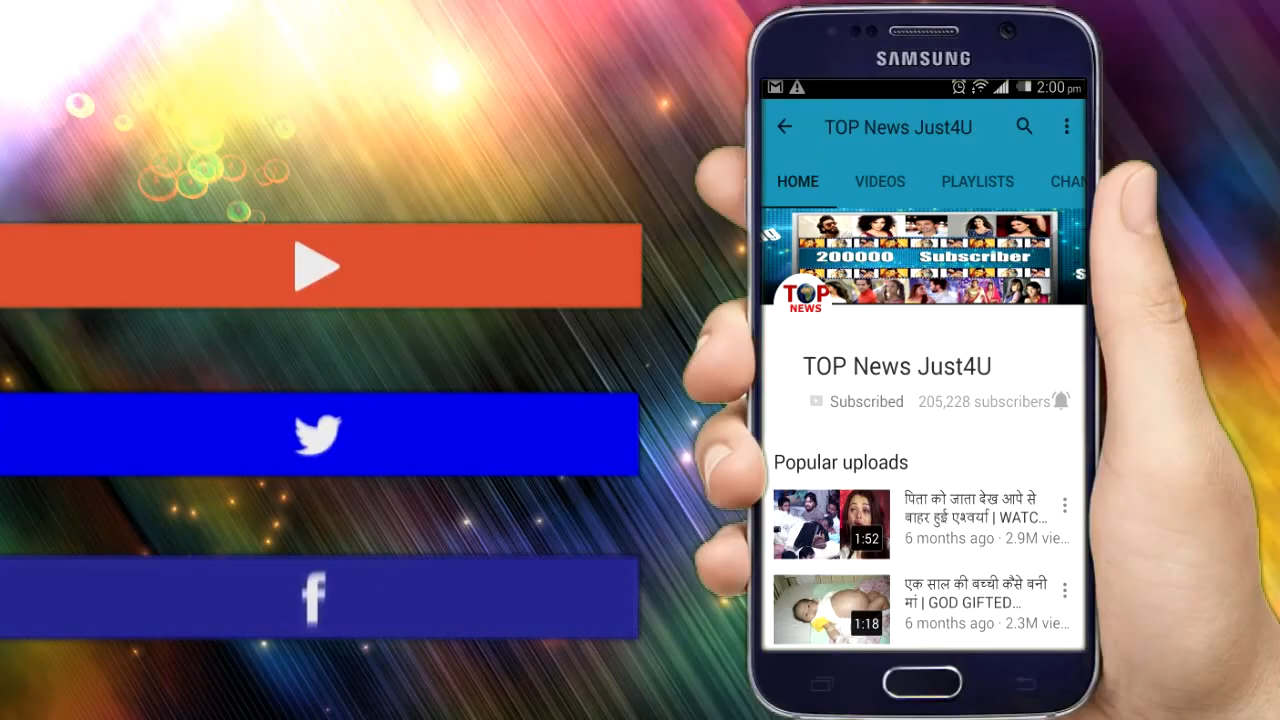 SAMSUNG
2:00 pm
TOP News Just4U
HOME VIDEOS PLAYLISTS CHAN
200000 Subscriber
TOP
NEWS
TOP News Just4U
Subscribed 205,228 subscribers
Popular uploads
पिता को जाता देख आपे से
बाहर हुई एश्वर्या | WATC...
6 months ago · 2.9M vie...
1:52
एक साल की बच्ची कैसे बनी
मां | GOD GIFTED...
6 months ago · 2.3M vie...
1:18